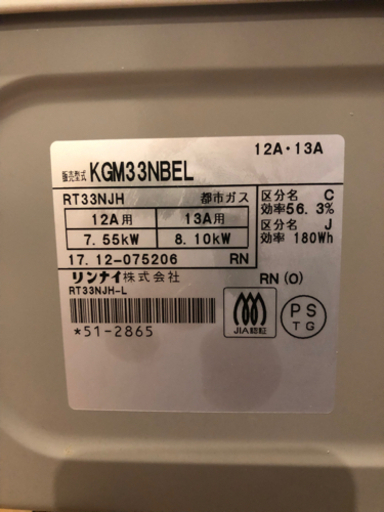 12A・13A
販売型式 KGM33NBEL
RT33NJH 都市ガス
12A用 13A用
7.55kW 8.10kW
区分名 C
効率56.3%
区分名 J
効率 180Wh
17.12-075206 RN
リンナイ株式会社
RT33NJH-L
RN(O)
*51-2865
JIA認証
PS
TG